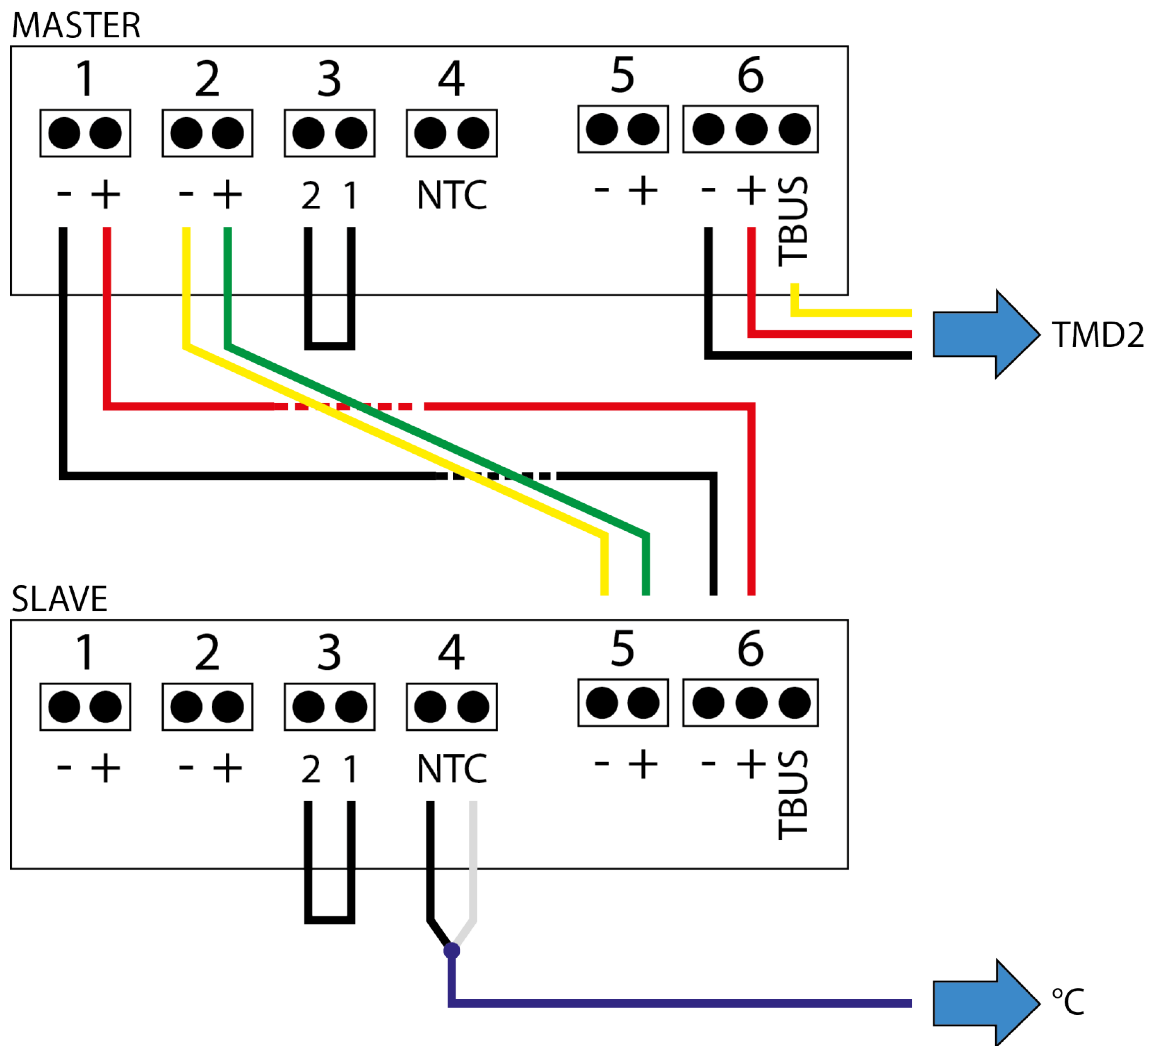 MASTER
1 2 3 4 5 6
- + - + 2 1 NTC - + - + TBUS
TMD2
SLAVE
1 2 3 4 5 6
- + - + 2 1 NTC - + - + TBUS
°C